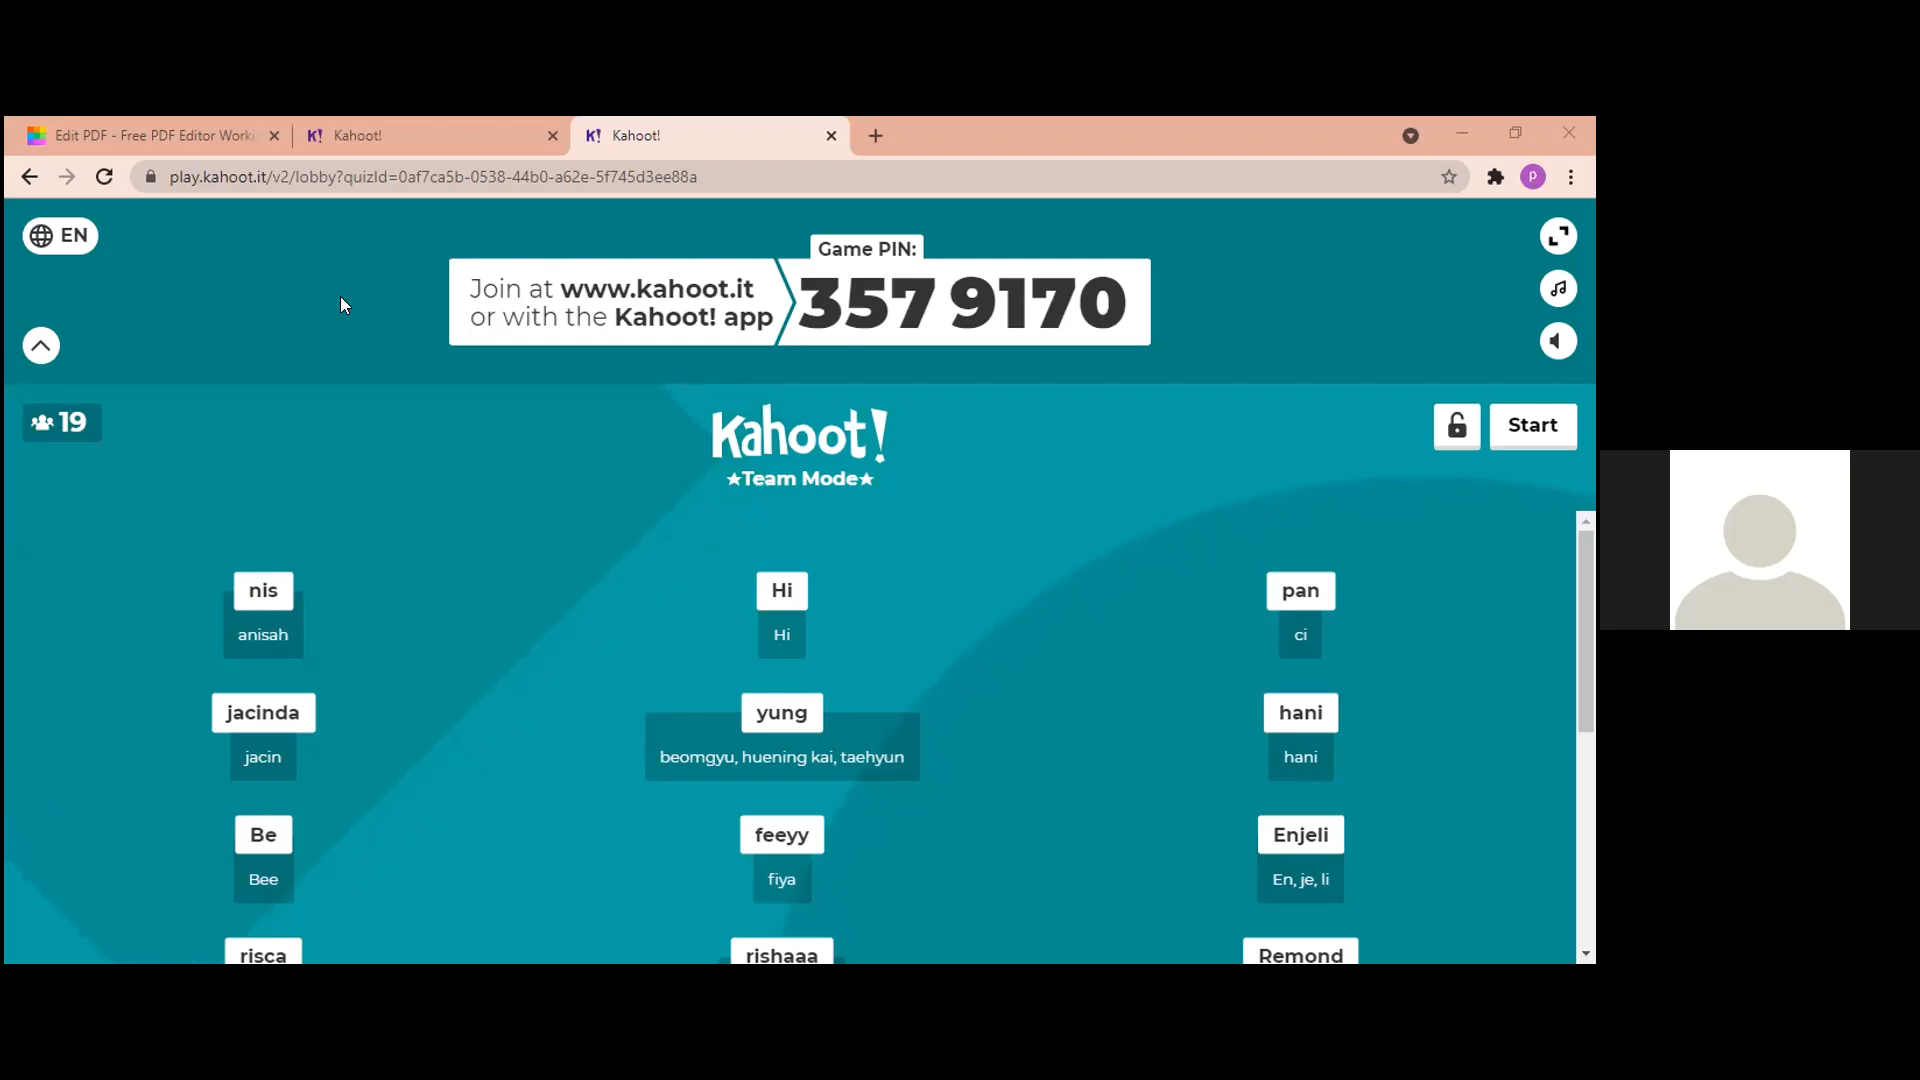 Edit PDF - Free PDF Editor Worki
Kahoot!
Kahoot!
play.kahoot.it/v2/lobby?quizId=0af7ca5b-0538-44b0-a62e-5f745d3ee88a
P
EN
Game PIN:
Join at www.kahoot.it
or with the Kahoot! app
357 9170
19
Kahoot!
Start
★Team Mode★
nis
Hi
pan
anisah
Hi
ci
jacinda
yung
hani
jacin
beomgyu, huening kai, taehyun
hani
Be
feeyy
Enjeli
Bee
fiya
En, je, li
risca
rishaaa
Remond